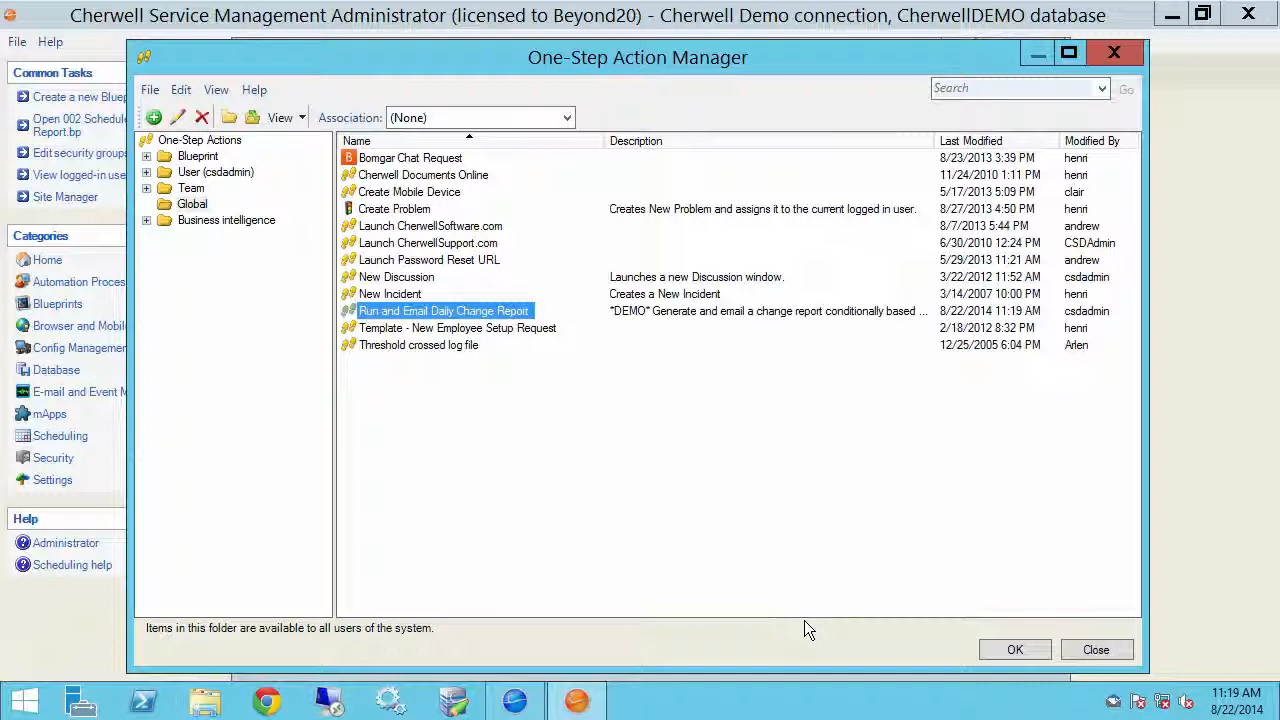 Cherwell Service Management Administrator (licensed to Beyond20) - Cherwell Demo connection, CherwellDEMO database
File Help
Common Tasks
Create a new Bluep
Open 002 Schedule
Report.bp
Edit security groups
View logged-in use
Site Manager
Categories
Home
Automation Proces
Blueprints
Browser and Mobil
Config Managemen
Database
E-mail and Event M
mApps
Scheduling
Security
Settings
Help
Administrator
Scheduling help
One-Step Action Manager
File Edit View Help
Search
Go
View
Association: (None)
One-Step Actions
Blueprint
User (csdadmin)
Team
Global
Business intelligence
Name Description Last Modified Modified By
Bomgar Chat Request 8/23/2013 3:39 PM henri
Cherwell Documents Online 11/24/2010 1:11 PM henri
Create Mobile Device 5/17/2013 5:09 PM clair
Create Problem Creates New Problem and assigns it to the current logged in user. 8/27/2013 4:50 PM henri
Launch CherwellSoftware.com 8/7/2013 5:44 PM andrew
Launch CherwellSupport.com 6/30/2010 12:24 PM CSDAdmin
Launch Password Reset URL 5/29/2013 11:21 AM andrew
New Discussion Launches a new Discussion window. 3/22/2012 11:52 AM csdadmin
New Incident Creates a New Incident 3/14/2007 10:00 PM henri
Run and Email Daily Change Report *DEMO* Generate and email a change report conditionally based ... 8/22/2014 11:19 AM csdadmin
Template - New Employee Setup Request 2/18/2012 8:32 PM henri
Threshold crossed log file 12/25/2005 6:04 PM Arlen
Items in this folder are available to all users of the system.
OK Close
11:19 AM
8/22/2014